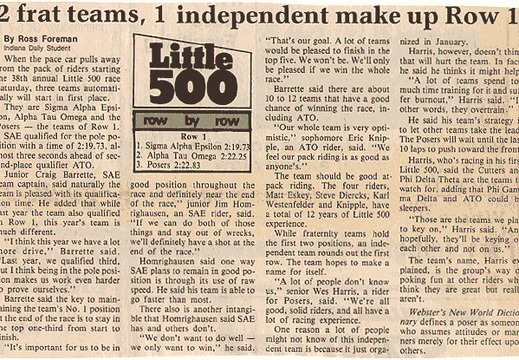 2 frat teams, 1 independent make up Row 1
By Ross Foreman
Indiana Daily Student
When the pace car pulls away
from the pack of riders starting
the 38th annual Little 500 race
Saturday, three teams automati-
ally will start in first place.
They are Sigma Alpha Epsi-
on, Alpha Tau Omega and the
Posers — the teams of Row 1.
SAE qualified for the pole po-
ition with a time of 2:19.73, al-
most three seconds ahead of sec-
nd-place qualifier ATO.
Junior Craig Barrette, SAE
eam captain, said naturally the
eam is pleased with its qualifica-
ion time. He added that while
ast year the team also qualified
n Row 1, this year's team is
much different.
"I think this year we have a lot
more drive," Barrette said.
"Last year, we qualified third,
but I think being in the pole posi-
ion makes us work even harder
o prove ourselves."
Barrette said the key to main-
aining the team's No. 1 position
at the end of the race is to stay in
he top one-third from start to
inish.
"It's important for us to be in
Little
500
row by row
Row 1
1. Sigma Alpha Epsilon 2:19.73
2. Alpha Tau Omega 2:22.25
3. Posers 2:22.83
good position throughout the
race and definitely near the end
of the race," junior Jim Horn-
righausen, an SAE rider, said.
"If we can do both of those
things and stay out of wrecks,
we'll definitely have a shot at the
end of the race."
Hornrighausen said one way
SAE plans to remain in good po-
sition is through its use of raw
speed. He said his team is able to
go faster than most.
There also is another intangi-
ble that Hornrighausen said SAE
has and others don't.
"We don't want to do well —
we only want to win," he said.
"That's our goal. A lot of teams
would be pleased to finish in the
top five. We won't be. We'll only
be pleased if we win the whole
race."
Barrette said there are about
10 to 12 teams that have a good
chance of winning the race, in-
cluding ATO.
"Our whole team is very opti-
mistic," sophomore Eric Knip-
ple, an ATO rider, said. "We
feel our pack riding is as good as
anyone's."
The team should be good at-
pack riding. The four riders,
Matt Eskey, Steve Diercks, Karl
Westenfelder and Knipple, have
a total of 12 years of Little 500
experience.
While fraternity teams hold
the first two positions, an inde-
pendent team rounds out the first
row. The team hopes to make a
name for itself.
"A lot of people don't know
us," senior Wes Harris, a rider
for Posers, said. "We're all
good, solid riders, and all have a
lot of racing experience."
One reason a lot of people
might not know of this indepen-
dent team is because it just orga-
nized in January.
Harris, however, doesn't thin
that will hurt the team. In fac
he said he thinks it might help
"A lot of teams spend to
much time training for it and su
fer burnout," Harris said. "I
other words, they overtrain."
He said his team's strategy i
to let other teams take the lead
The Posers will wait until the las
10 laps to push toward the front
Harris, who's racing in his firs
Little 500, said the Cutters an
Phi Delta Theta are the teams t
watch for, adding that Phi Gam
ma Delta and ATO could b
sleepers.
"Those are the teams we pla
to key on," Harris said. "An
hopefully, they'll be keying o
each other and not on us."
The team's name, Harris ex
plained, is the group's way o
poking fun at other riders wh
think they are great but reall
aren't.
Webster's New World Dictio
nary defines a poser as someon
who assumes attitudes or man
ners merely for their effect upo
others.